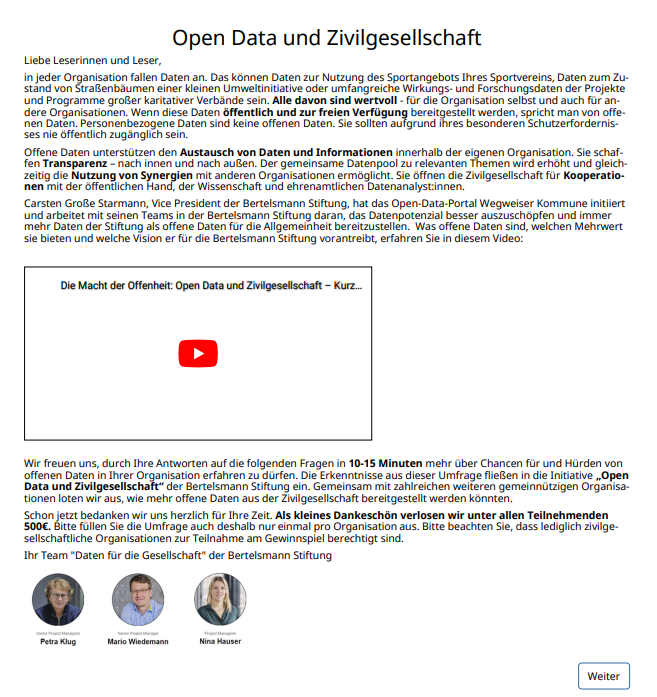 Open Data und Zivilgesellschaft
Liebe Leserinnen und Leser,
in jeder Organisation fallen Daten an. Das können Daten zur Nutzung des Sportangebots Ihres Sportvereins, Daten zum Zu-
stand von Straßenbäumen einer kleinen Umweltinitiative oder umfangreiche Wirkungs- und Forschungsdaten der Projekte
und Programme großer karitativer Verbände sein. Alle davon sind wertvoll - für die Organisation selbst und auch für an-
dere Organisationen. Wenn diese Daten öffentlich und zur freien Verfügung bereitgestellt werden, spricht man von offe-
nen Daten. Personenbezogene Daten sind keine offenen Daten. Sie sollten aufgrund ihres besonderen Schutzerfordernis-
ses nie öffentlich zugänglich sein.
Offene Daten unterstützen den Austausch von Daten und Informationen innerhalb der eigenen Organisation. Sie schaf-
fen Transparenz – nach innen und nach außen. Der gemeinsame Datenpool zu relevanten Themen wird erhöht und gleich-
zeitig die Nutzung von Synergien mit anderen Organisationen ermöglicht. Sie öffnen die Zivilgesellschaft für Kooperatio-
nen mit der öffentlichen Hand, der Wissenschaft und ehrenamtlichen Datenanalyst:innen.
Carsten Große Starmann, Vice President der Bertelsmann Stiftung, hat das Open-Data-Portal Wegweiser Kommune initiiert
und arbeitet mit seinen Teams in der Bertelsmann Stiftung daran, das Datenpotenzial besser auszuschöpfen und immer
mehr Daten der Stiftung als offene Daten für die Allgemeinheit bereitzustellen.  Was offene Daten sind, welchen Mehrwert
sie bieten und welche Vision er für die Bertelsmann Stiftung vorantreibt, erfahren Sie in diesem Video:
Die Macht der Offenheit: Open Data und Zivilgesellschaft – Kurz...
Wir freuen uns, durch Ihre Antworten auf die folgenden Fragen in 10-15 Minuten mehr über Chancen für und Hürden von
offenen Daten in Ihrer Organisation erfahren zu dürfen. Die Erkenntnisse aus dieser Umfrage fließen in die Initiative „Open
Data und Zivilgesellschaft“ der Bertelsmann Stiftung ein. Gemeinsam mit zahlreichen weiteren gemeinnützigen Organisa-
tionen loten wir aus, wie mehr offene Daten aus der Zivilgesellschaft bereitgestellt werden könnten.
Schon jetzt bedanken wir uns herzlich für Ihre Zeit. Als kleines Dankeschön verlosen wir unter allen Teilnehmenden
500€. Bitte füllen Sie die Umfrage auch deshalb nur einmal pro Organisation aus. Bitte beachten Sie, dass lediglich zivilge-
sellschaftliche Organisationen zur Teilnahme am Gewinnspiel berechtigt sind.
Ihr Team "Daten für die Gesellschaft" der Bertelsmann Stiftung
Senior Project Managerin Senior Project Manager Project Managerin
Petra Klug Mario Wiedemann Nina Hauser
Weiter